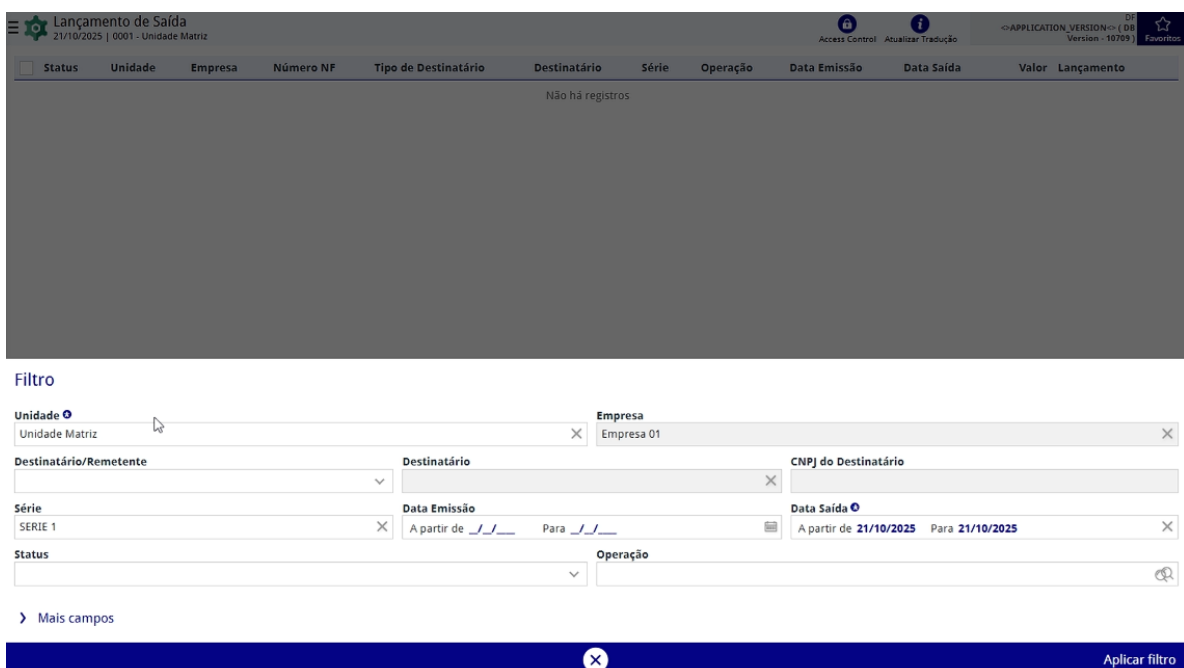 Lançamento de Saída
21/10/2025 | 0001 - Unidade Matriz
Access Control
Atualizar Tradução
DF
<>APPLICATION_VERSION<> ( DB
Version - 10709 )
Favoritos
Status Unidade Empresa Número NF Tipo de Destinatário Destinatário Série Operação Data Emissão Data Saída Valor Lançamento
Não há registros
Filtro
Unidade Empresa
Unidade Matriz Empresa 01
Destinatário/Remetente Destinatário CNPJ do Destinatário
Série Data Emissão Data Saída
SERIE 1 A partir de _/_/___ Para _/_/___ A partir de 21/10/2025 Para 21/10/2025
Status Operação
Mais campos
Aplicar filtro